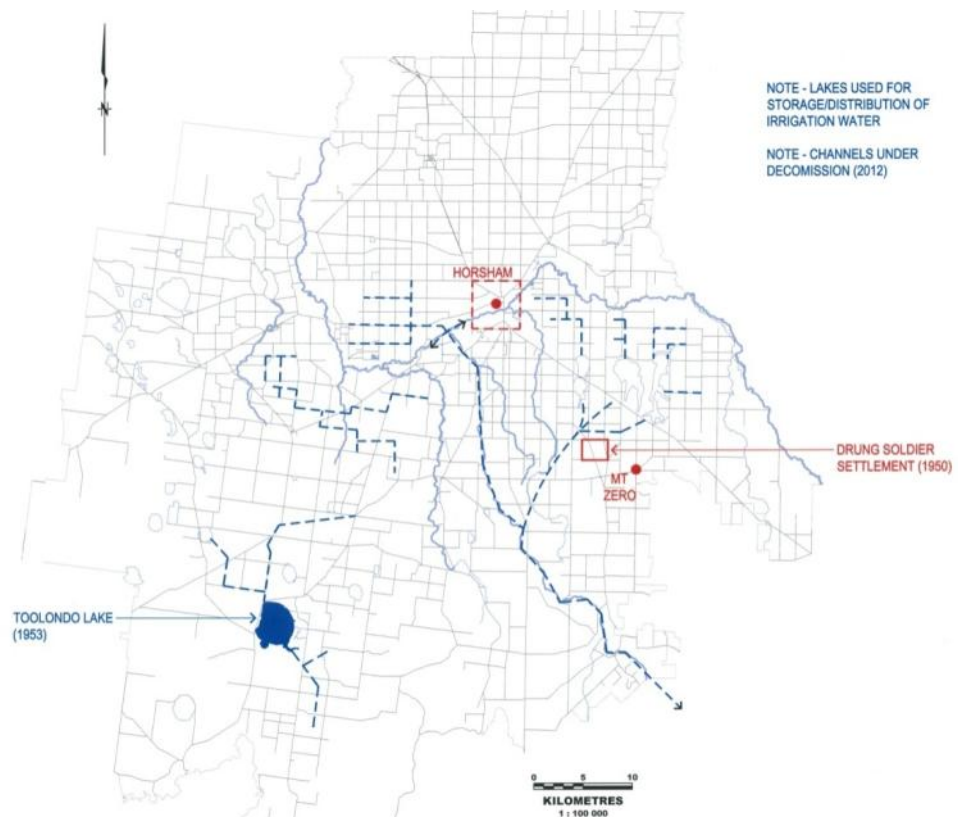 N
NOTE - LAKES USED FOR
STORAGE/DISTRIBUTION OF
IRRIGATION WATER
NOTE - CHANNELS UNDER
DECOMISSION (2012)
HORSHAM
DRUNG SOLDIER
SETTLEMENT (1950)
MT
ZERO
TOOLONDO LAKE
(1953)
0 5 10
KILOMETRES
1 : 100 000